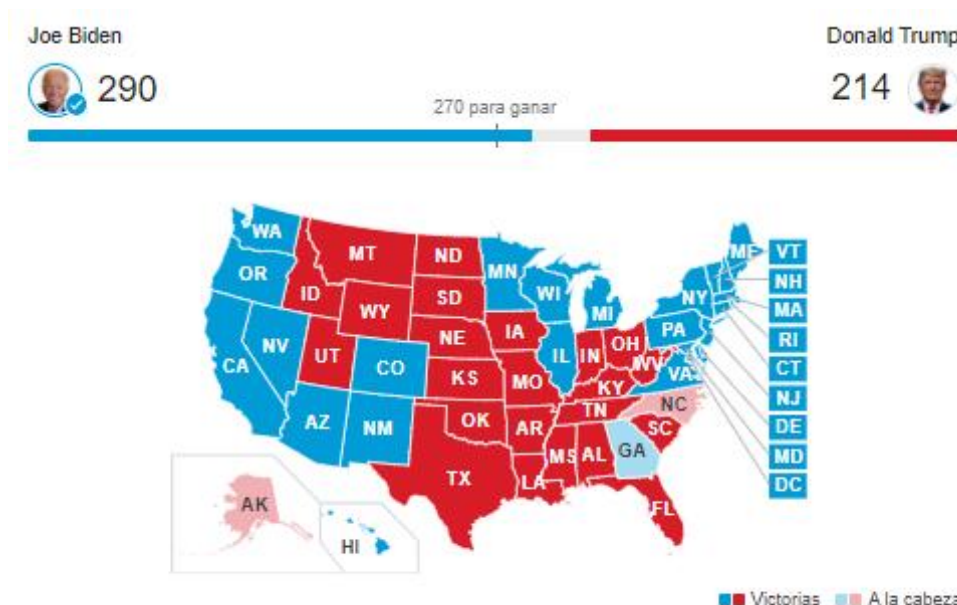 Joe Biden
Donald Trump
290
214
270 para ganar
WA
MT
ND
MN
ME
VT
OR
ID
SD
WI
NH
WY
MI
NY
MA
NE
IA
PA
RI
NV
UT
CO
IL
IN
OH
CT
CA
KS
MO
WV
VA
NJ
KY
DE
AZ
NM
OK
AR
TN
NC
MD
TX
LA
MS
AL
GA
SC
DC
AK
HI
FL
Victorias
A la cabeza